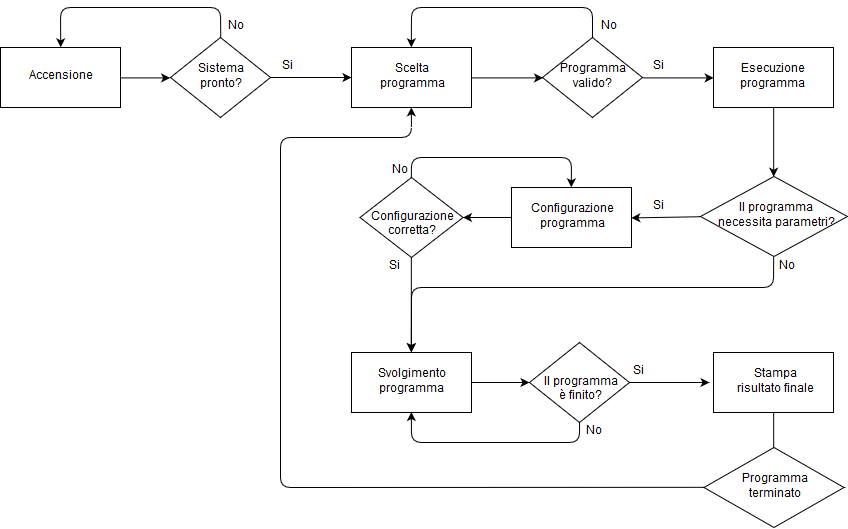 No
Accensione
Sistema
pronto?
Si
Scelta
programma
No
Programma
valido?
Si
Esecuzione
programma
Il programma
necessita parametri?
Si
No
Configurazione
programma
No
Configurazione
corretta?
Si
Svolgimento
programma
Il programma
è finito?
Si
No
Stampa
risultato finale
Programma
terminato